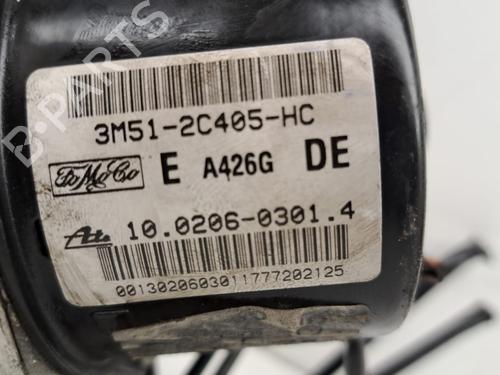 3M51-2C405-HC
FoMoCo E A426G DE
Ate 10.0206-0301.4
0013020603011777202125
B-PARTS